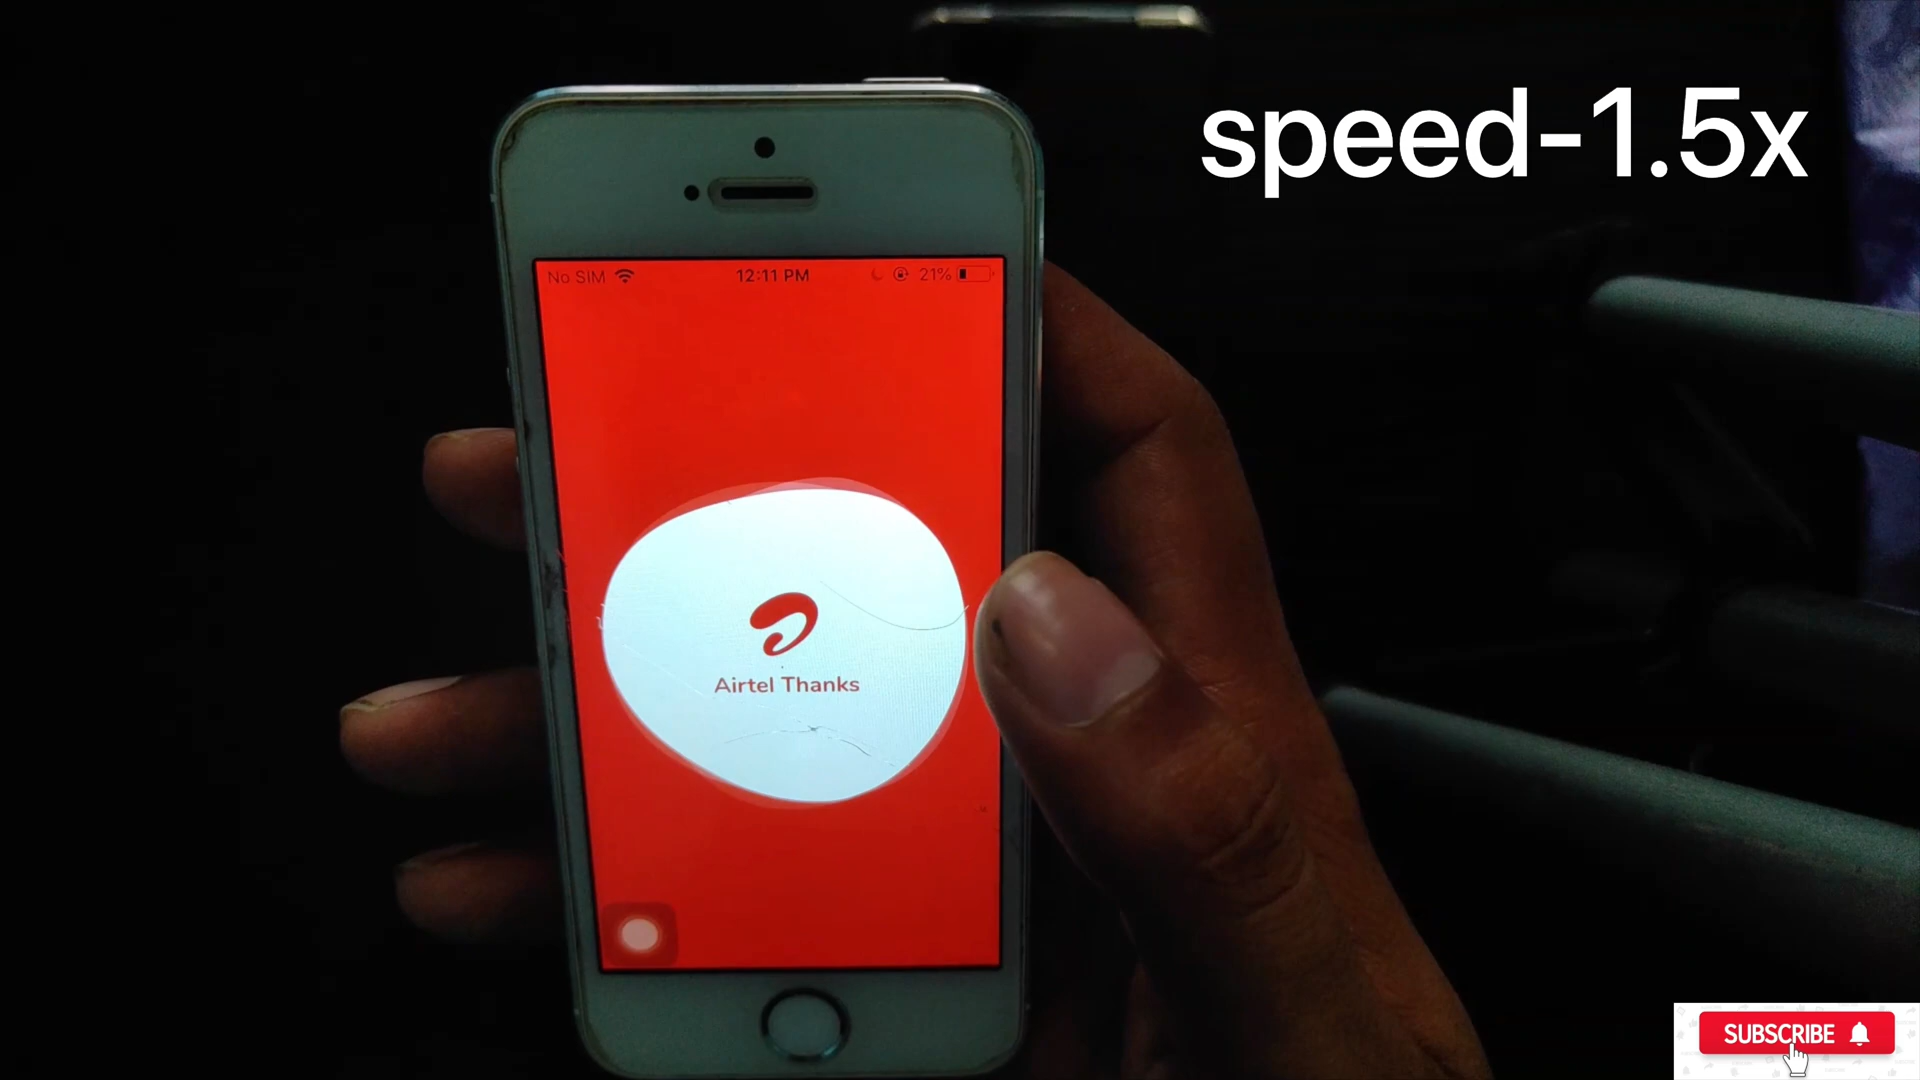 speed-1.5x
No SIM 12:11 PM 21%
Airtel Thanks
SUBSCRIBE